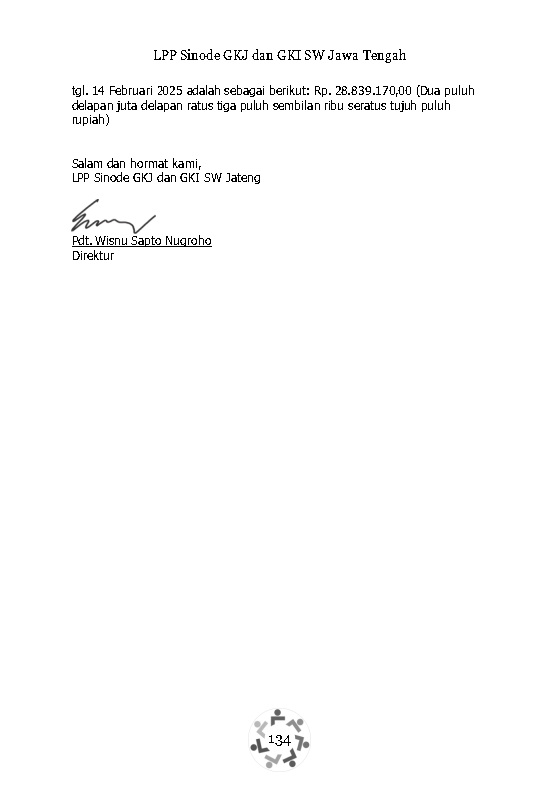 LPP Sinode GKJ dan GKI SW Jawa Tengah
tgl. 14 Februari 2025 adalah sebagai berikut: Rp. 28.839.170,00 (Dua puluh
delapan juta delapan ratus tiga puluh sembilan ribu seratus tujuh puluh
rupiah)
Salam dan hormat kami,
LPP Sinode GKJ dan GKI SW Jateng
Pdt. Wisnu Sapto Nugroho
Direktur
134